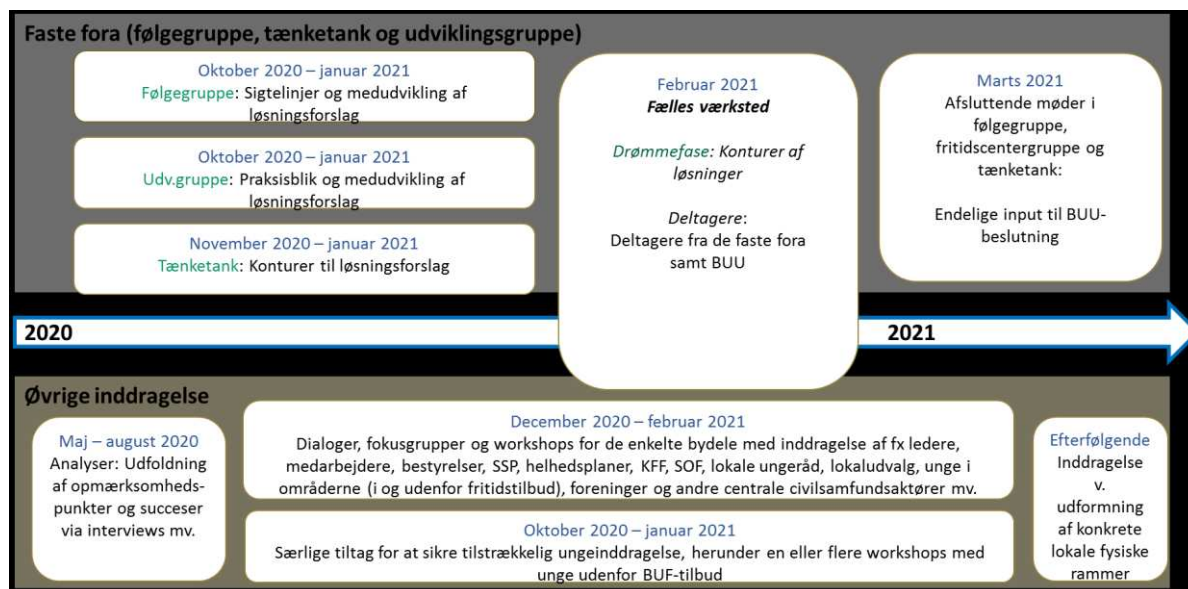 Faste fora (følgegruppe, tænketank og udviklingsgruppe)
Oktober 2020 – januar 2021
Følgegruppe: Sigtelinjer og medudvikling af
løsningsforslag
Oktober 2020 – januar 2021
Udv.gruppe: Praksisblik og medudvikling af
løsningsforslag
November 2020 – januar 2021
Tænketank: Konturer til løsningsforslag
Februar 2021
Fælles værksted
Drømmefase: Konturer af
løsninger
Deltagere:
Deltagere fra de faste fora
samt BUU
Marts 2021
Afsluttende møder i
følgegruppe,
fritidscentergruppe og
tænketank:
Endelige input til BUU-
beslutning
2020
2021
Øvrige inddragelse
Maj – august 2020
Analyser: Udfoldning
af opmærksomheds-
punkter og succeser
via interviews mv.
December 2020 – februar 2021
Dialoger, fokusgrupper og workshops for de enkelte bydele med inddragelse af fx ledere,
medarbejdere, bestyrelser, SSP, helhedsplaner, KFF, SOF, lokale ungeråd, lokaludvalg, unge i
områderne (i og udenfor fritidstilbud), foreninger og andre centrale civilsamfundsaktører mv.
Oktober 2020 – januar 2021
Særlige tiltag for at sikre tilstrækkelig ungeinddragelse, herunder en eller flere workshops med
unge udenfor BUF-tilbud
Efterfølgende
Inddragelse
v.
udformning
af konkrete
lokale fysiske
rammer